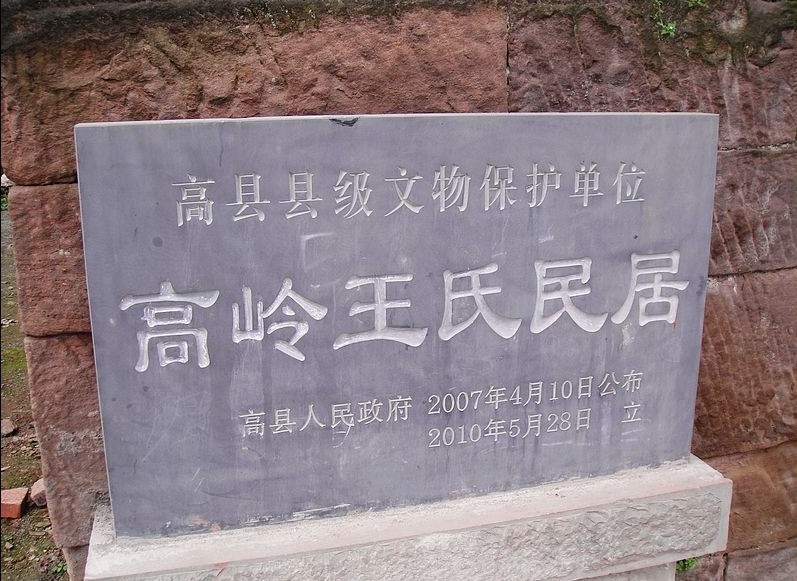 高县县级文物保护单位
高岭王氏民居
高县人民政府 2007年4月10日公布
2010年5月28日 立